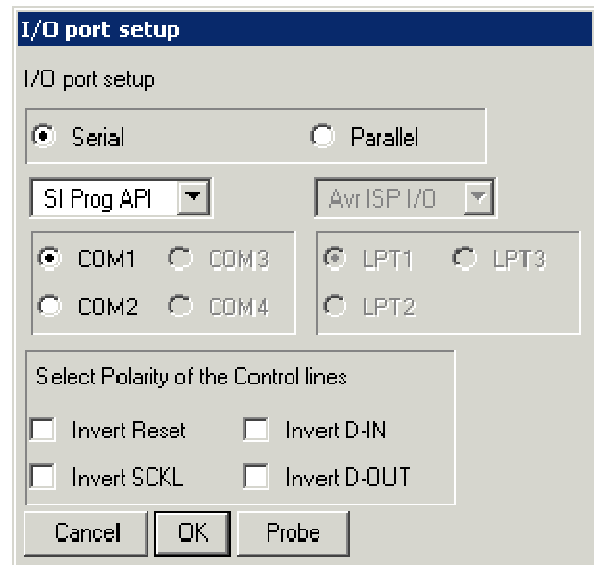 I/O port setup
I/O port setup
Serial Parallel
SI Prog API Avr ISP I/O
COM1 COM3 LPT1 LPT3
COM2 COM4 LPT2
Select Polarity of the Control lines
Invert Reset Invert D-IN
Invert SCKL Invert D-OUT
Cancel OK Probe